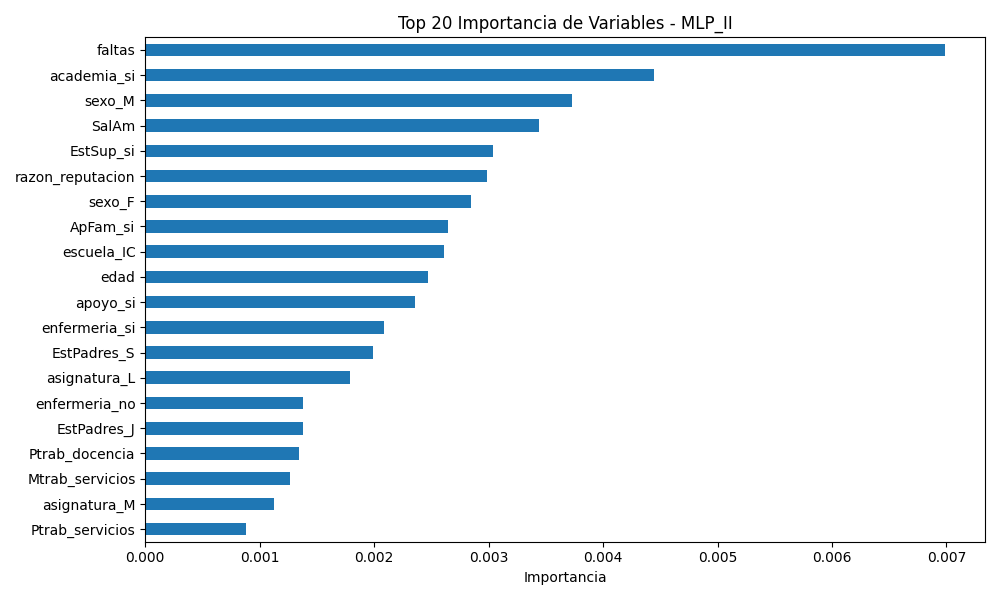 Top 20 Importancia de Variables - MLP_II
faltas
academia_si
sexo_M
SalAm
EstSup_si
razon_reputacion
sexo_F
ApFam_si
escuela_IC
edad
apoyo_si
enfermeria_si
EstPadres_S
asignatura_L
enfermeria_no
EstPadres_J
Ptrab_docencia
Mtrab_servicios
asignatura_M
Ptrab_servicios
0.000 0.001 0.002 0.003 0.004 0.005 0.006 0.007
Importancia